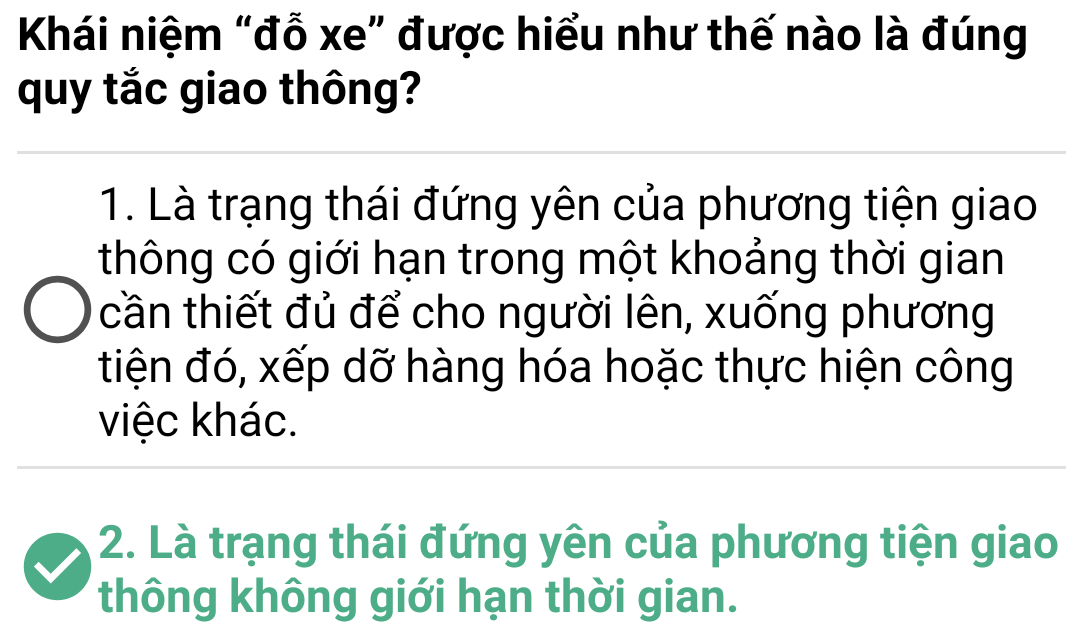 Khái niệm “đỗ xe” được hiểu như thế nào là đúng
quy tắc giao thông?
1. Là trạng thái đứng yên của phương tiện giao
thông có giới hạn trong một khoảng thời gian
cần thiết đủ để cho người lên, xuống phương
tiện đó, xếp dỡ hàng hóa hoặc thực hiện công
việc khác.
2. Là trạng thái đứng yên của phương tiện giao
thông không giới hạn thời gian.